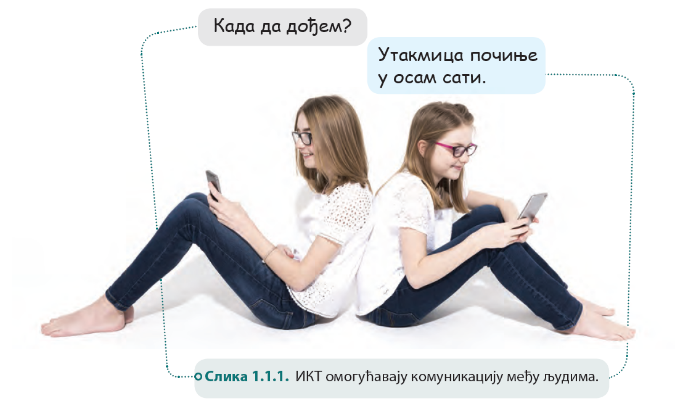 Када да дођем?
Утакмица почиње
у осам сати.
Слика 1.1.1. ИКТ омогућавају комуникацију међу људима.